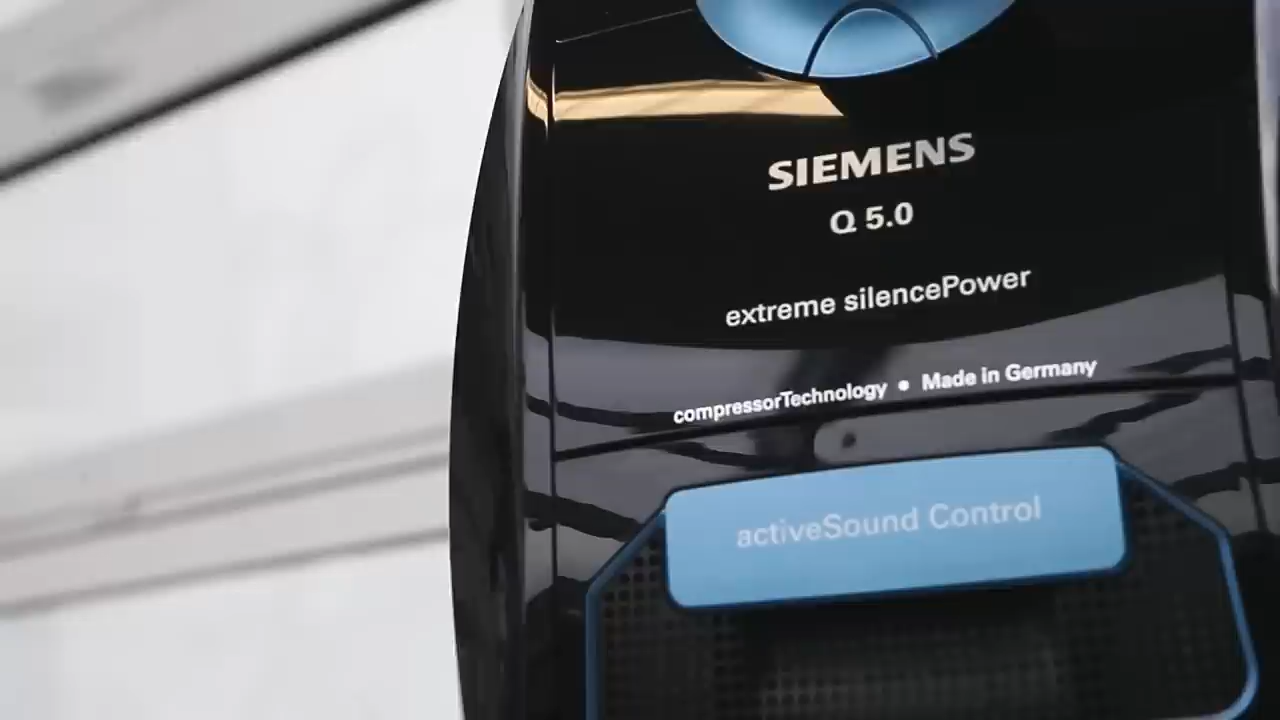 SIEMENS
Q 5.0
extreme silencePower
compressorTechnology • Made in Germany
activeSound Control